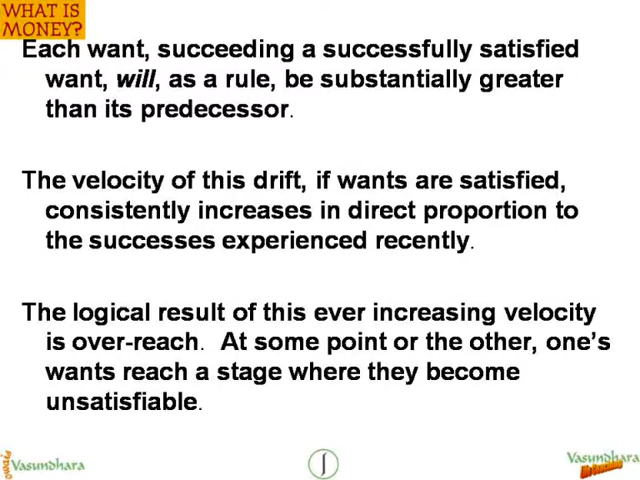 WHAT IS
MONEY?
Each want, succeeding a successfully satisfied
want, will, as a rule, be substantially greater
than its predecessor.
The velocity of this drift, if wants are satisfied,
consistently increases in direct proportion to
the successes experienced recently.
The logical result of this ever increasing velocity
is over-reach. At some point or the other, one's
wants reach a stage where they become
unsatisfiable.
Vasundhara
Vasundhara